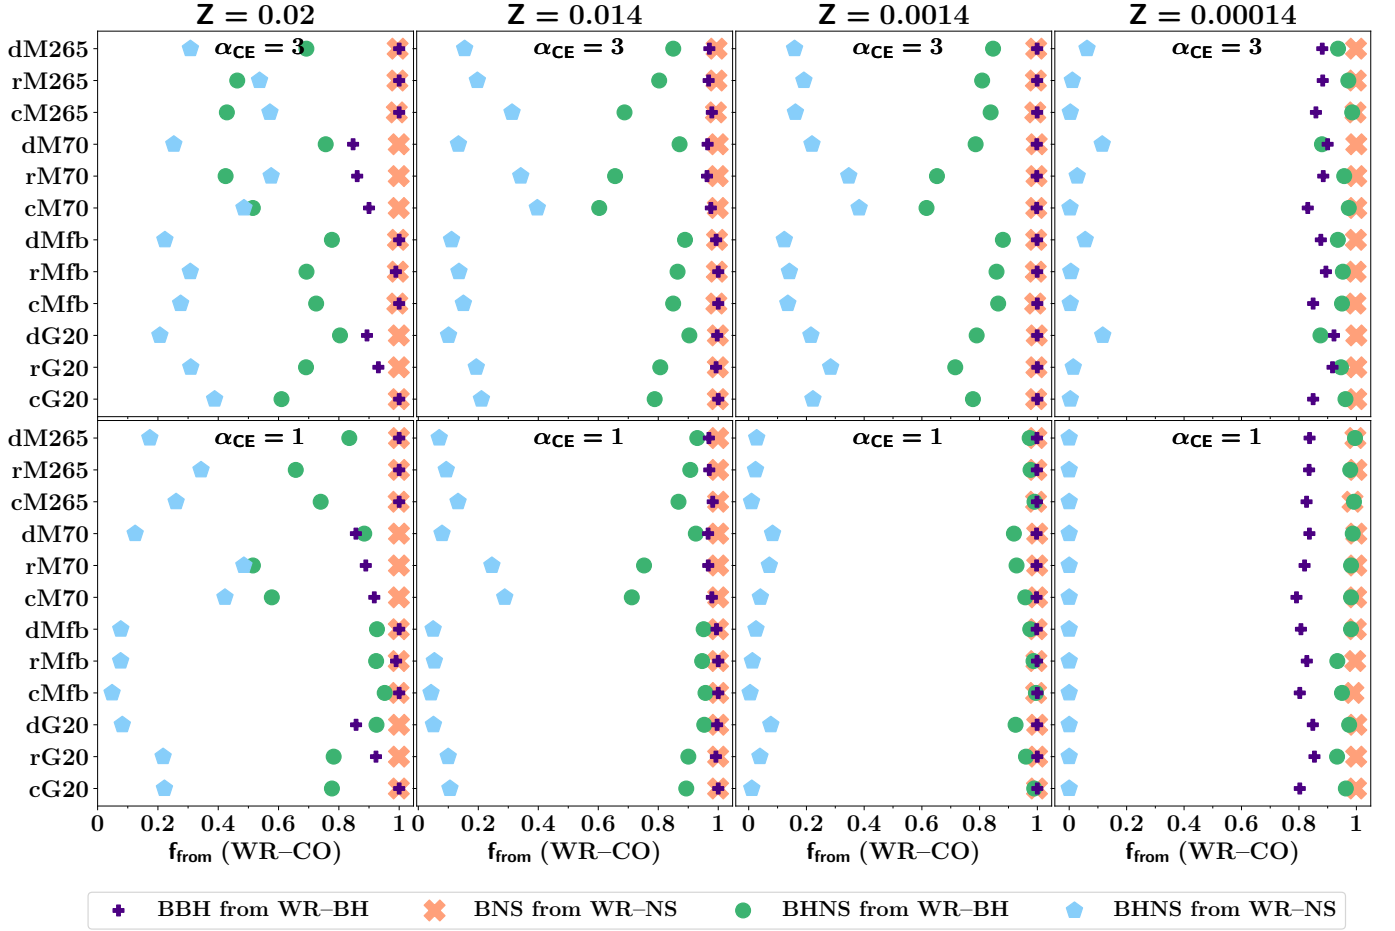 Z = 0.02
Z = 0.014
Z = 0.0014
Z = 0.00014
αCE = 3
αCE = 3
αCE = 3
αCE = 3
dM265
rM265
cM265
dM70
rM70
cM70
dMfb
rMfb
cMfb
dG20
rG20
cG20
αCE = 1
αCE = 1
αCE = 1
αCE = 1
dM265
rM265
cM265
dM70
rM70
cM70
dMfb
rMfb
cMfb
dG20
rG20
cG20
0 0.2 0.4 0.6 0.8 1
0 0.2 0.4 0.6 0.8 1
0 0.2 0.4 0.6 0.8 1
0 0.2 0.4 0.6 0.8 1
ffrom (WR–CO)
ffrom (WR–CO)
ffrom (WR–CO)
ffrom (WR–CO)
BBH from WR–BH
BNS from WR–NS
BHNS from WR–BH
BHNS from WR–NS